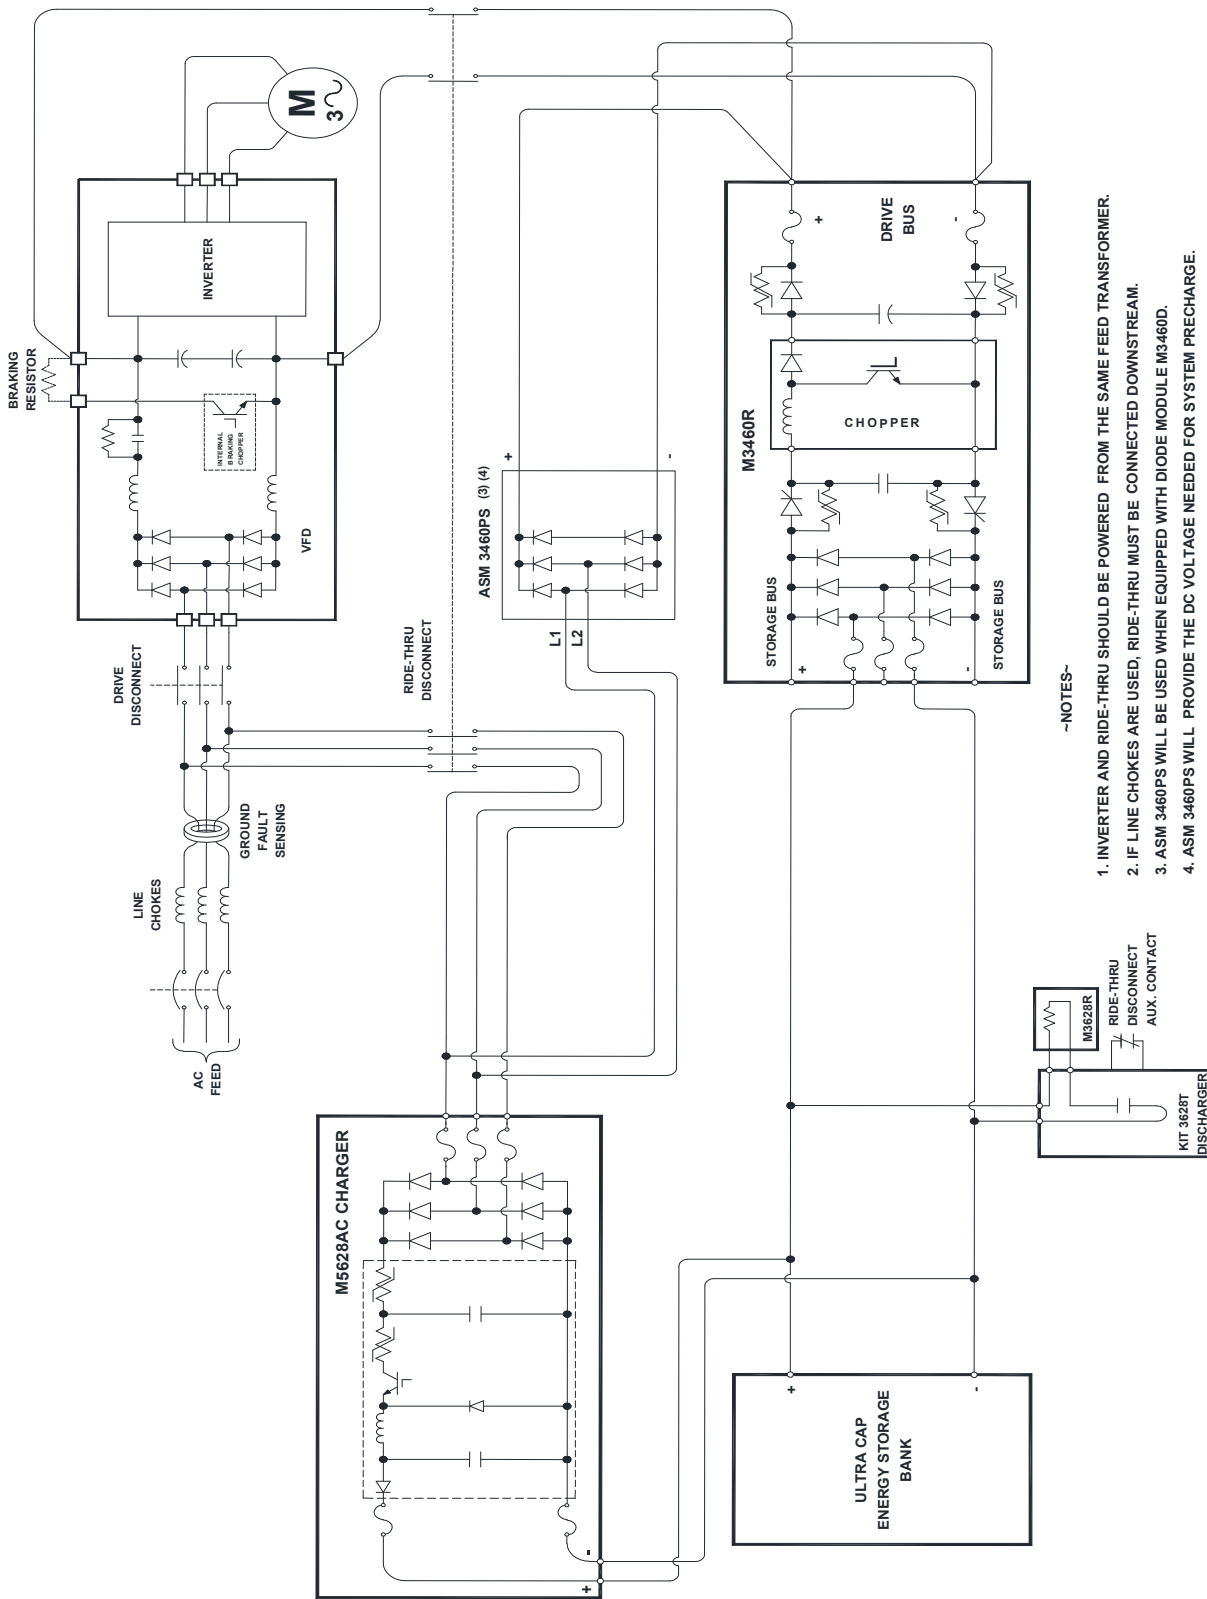 AC
FEED
LINE
CHOKES
GROUND
FAULT
SENSING
DRIVE
DISCONNECT
BRAKING
RESISTOR
INTERNAL
BRAKING
CHOPPER
INVERTER
VFD
M
3
RIDE-THRU
DISCONNECT
M5628AC CHARGER
+
-
ASM 3460PS (3) (4)
L1
L2
+
-
M3460R
STORAGE BUS
+
STORAGE BUS
-
CHOPPER
DRIVE
BUS
+
-
ULTRA CAP
ENERGY STORAGE
BANK
+
-
KIT 3628T
DISCHARGER
M3628R
RIDE-THRU
DISCONNECT
AUX. CONTACT
~NOTES~
1. INVERTER AND RIDE-THRU SHOULD BE POWERED FROM THE SAME FEED TRANSFORMER.
2. IF LINE CHOKES ARE USED, RIDE-THRU MUST BE CONNECTED DOWNSTREAM.
3. ASM 3460PS WILL BE USED WHEN EQUIPPED WITH DIODE MODULE M3460D.
4. ASM 3460PS WILL PROVIDE THE DC VOLTAGE NEEDED FOR SYSTEM PRECHARGE.